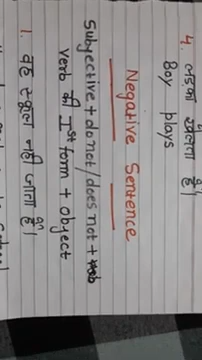 4. लड़का खेलता है।
Boy plays
Negative Sentence
Subjective + do not/does not +
verb की Ist form + object
1. वह स्कूल नहीं जाता है।